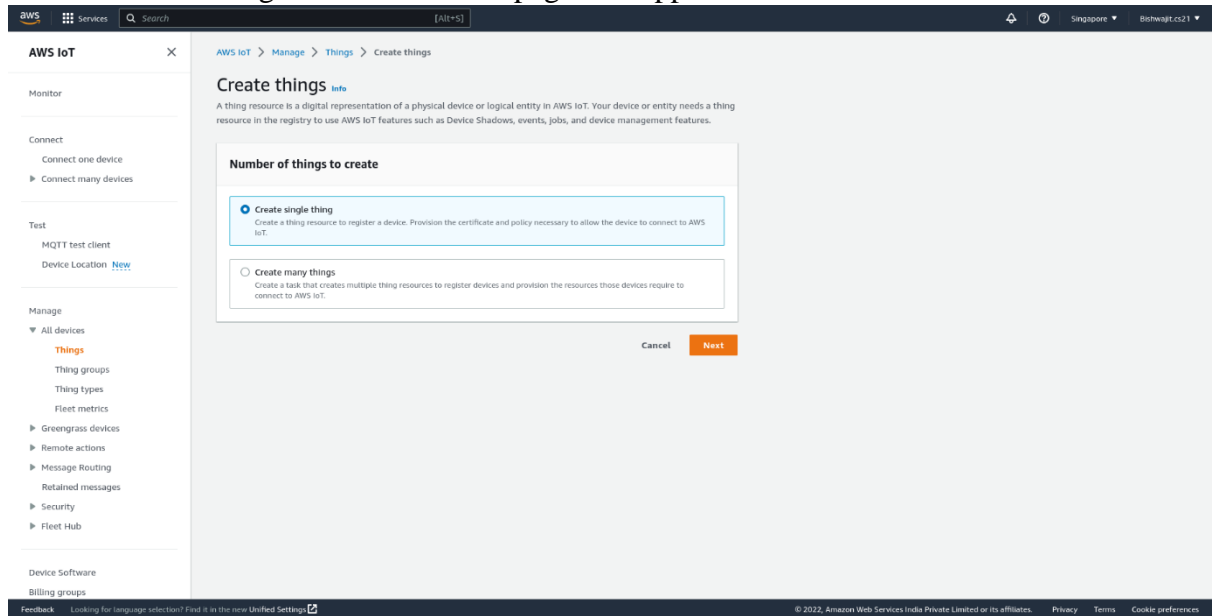 aws
Services
Search
[Alt+S]
Singapore ▼
Bishwajit.cs21 ▼
AWS IoT
Monitor
Connect
Connect one device
Connect many devices
Test
MQTT test client
Device Location New
Manage
All devices
Things
Thing groups
Thing types
Fleet metrics
Greengrass devices
Remote actions
Message Routing
Retained messages
Security
Fleet Hub
Device Software
Billing groups
AWS IoT > Manage > Things > Create things
Create things Info
A thing resource is a digital representation of a physical device or logical entity in AWS IoT. Your device or entity needs a thing
resource in the registry to use AWS IoT features such as Device Shadows, events, jobs, and device management features.
Number of things to create
Create single thing
Create a thing resource to register a device. Provision the certificate and policy necessary to allow the device to connect to AWS
IoT.
Create many things
Create a task that creates multiple thing resources to register devices and provision the resources those devices require to
connect to AWS IoT.
Cancel
Next
Feedback
Looking for language selection? Find it in the new Unified Settings
© 2022, Amazon Web Services India Private Limited or its affiliates.
Privacy
Terms
Cookie preferences